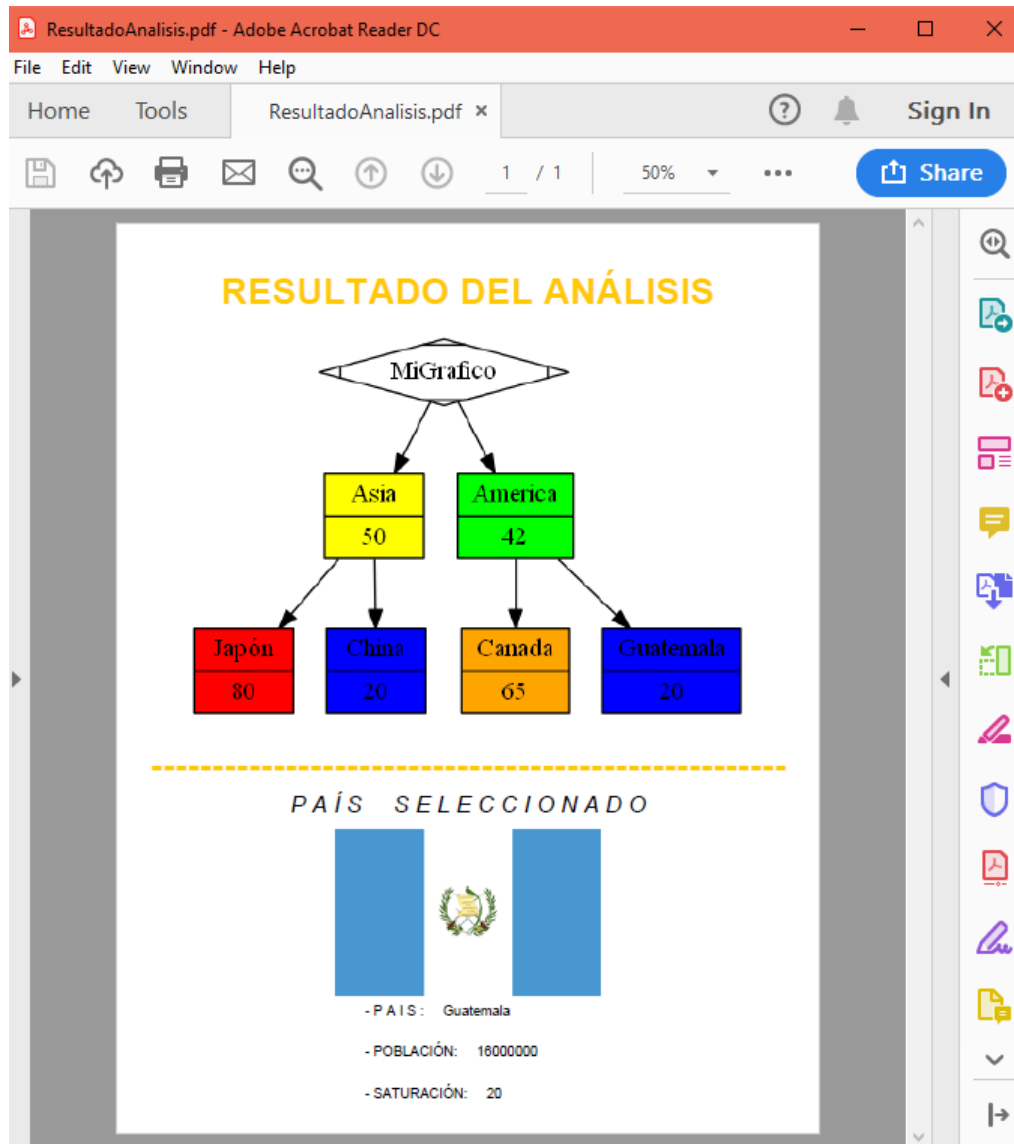 ResultadoAnalisis.pdf - Adobe Acrobat Reader DC
File Edit View Window Help
Home Tools ResultadoAnalisis.pdf × Sign In
1 / 1 50% Share
RESULTADO DEL ANÁLISIS
MiGrafico
Asia America
50 42
Japón China Canada Guatemala
80 20 65 20
PAÍS SELECCIONADO
- P A I S : Guatemala
- POBLACIÓN: 16000000
- SATURACIÓN: 20